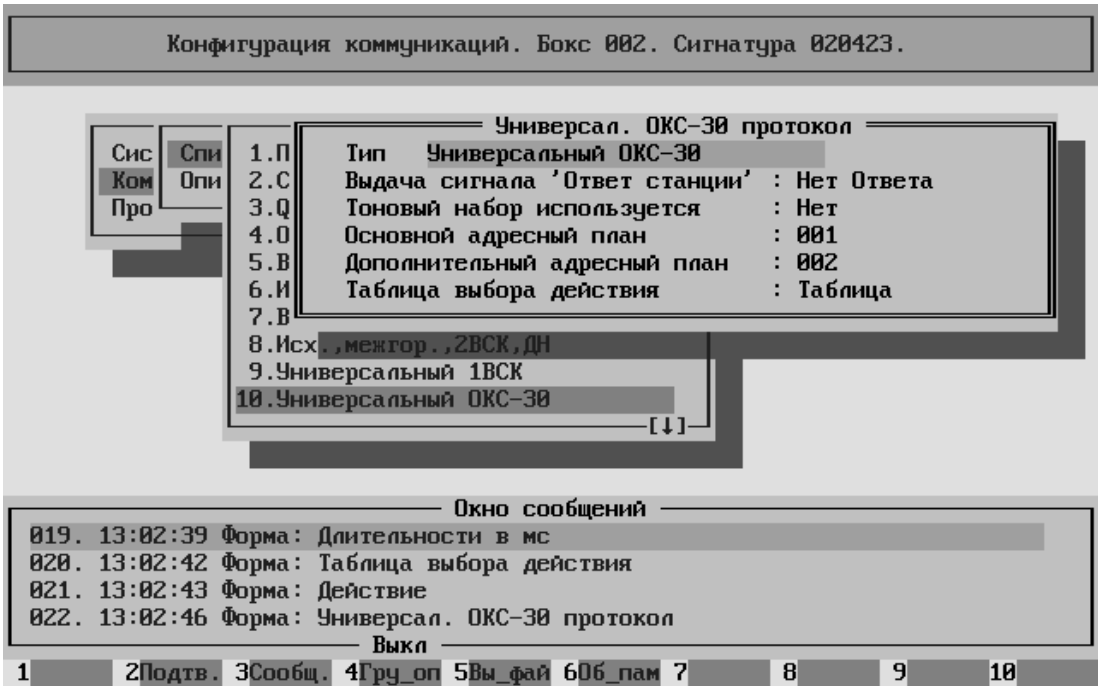 Конфигурация коммуникаций. Бокс 002. Сигнатура 020423.
Универсал. ОКС-30 протокол
Сис Спи 1.П Тип Универсальный ОКС-30
Ком Опи 2.С Выдача сигнала 'Ответ станции' : Нет Ответа
Про 3.Q Тоновый набор используется : Нет
4.О Основной адресный план : 001
5.В Дополнительный адресный план : 002
6.И Таблица выбора действия : Таблица
7.В
8.Исх.,межгор.,2ВСК,ДН
9.Универсальный 1ВСК
10.Универсальный ОКС-30
[↓]
Окно сообщений
019. 13:02:39 Форма: Длительности в мс
020. 13:02:42 Форма: Таблица выбора действия
021. 13:02:43 Форма: Действие
022. 13:02:46 Форма: Универсал. ОКС-30 протокол
Выкл
1 2Подтв. 3Сообщ. 4Гру_оп 5Вы_фай 6Об_пам 7 8 9 10